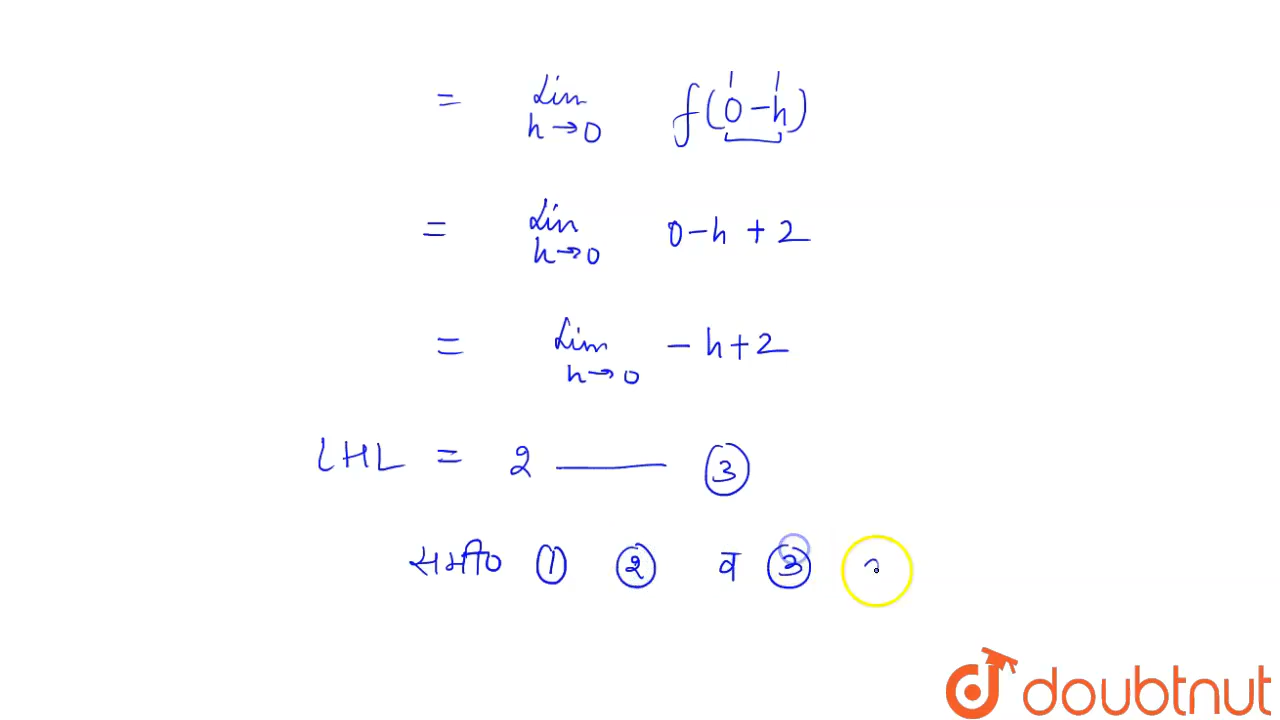 = Lim f(0-h)
h→0
= Lim 0-h+2
h→0
= Lim -h+2
h→0
LHL = 2 —— ③
समी० ① ② व ③
doubtnut